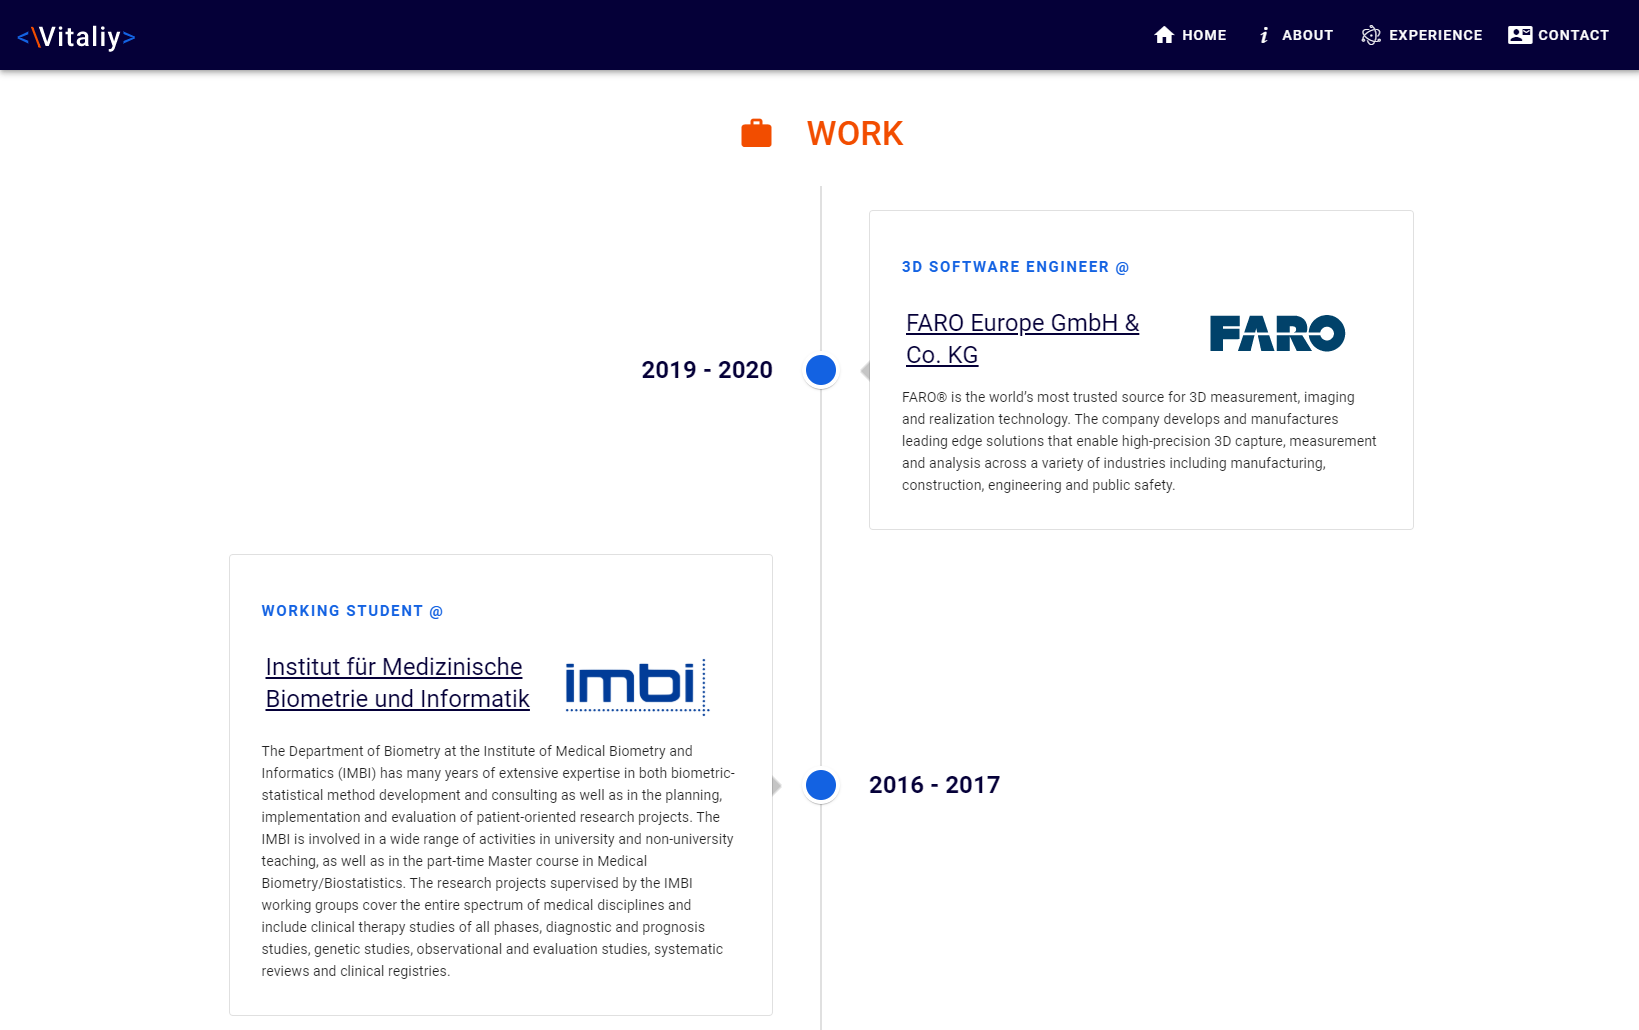 <\Vitaliy>
HOME
ABOUT
EXPERIENCE
CONTACT
WORK
3D SOFTWARE ENGINEER @
FARO Europe GmbH &
Co. KG
FARO
2019 - 2020
FARO® is the world’s most trusted source for 3D measurement, imaging
and realization technology. The company develops and manufactures
leading edge solutions that enable high-precision 3D capture, measurement
and analysis across a variety of industries including manufacturing,
construction, engineering and public safety.
WORKING STUDENT @
Institut für Medizinische
Biometrie und Informatik
imbi
The Department of Biometry at the Institute of Medical Biometry and
Informatics (IMBI) has many years of extensive expertise in both biometric-
statistical method development and consulting as well as in the planning,
implementation and evaluation of patient-oriented research projects. The
IMBI is involved in a wide range of activities in university and non-university
teaching, as well as in the part-time Master course in Medical
Biometry/Biostatistics. The research projects supervised by the IMBI
working groups cover the entire spectrum of medical disciplines and
include clinical therapy studies of all phases, diagnostic and prognosis
studies, genetic studies, observational and evaluation studies, systematic
reviews and clinical registries.
2016 - 2017